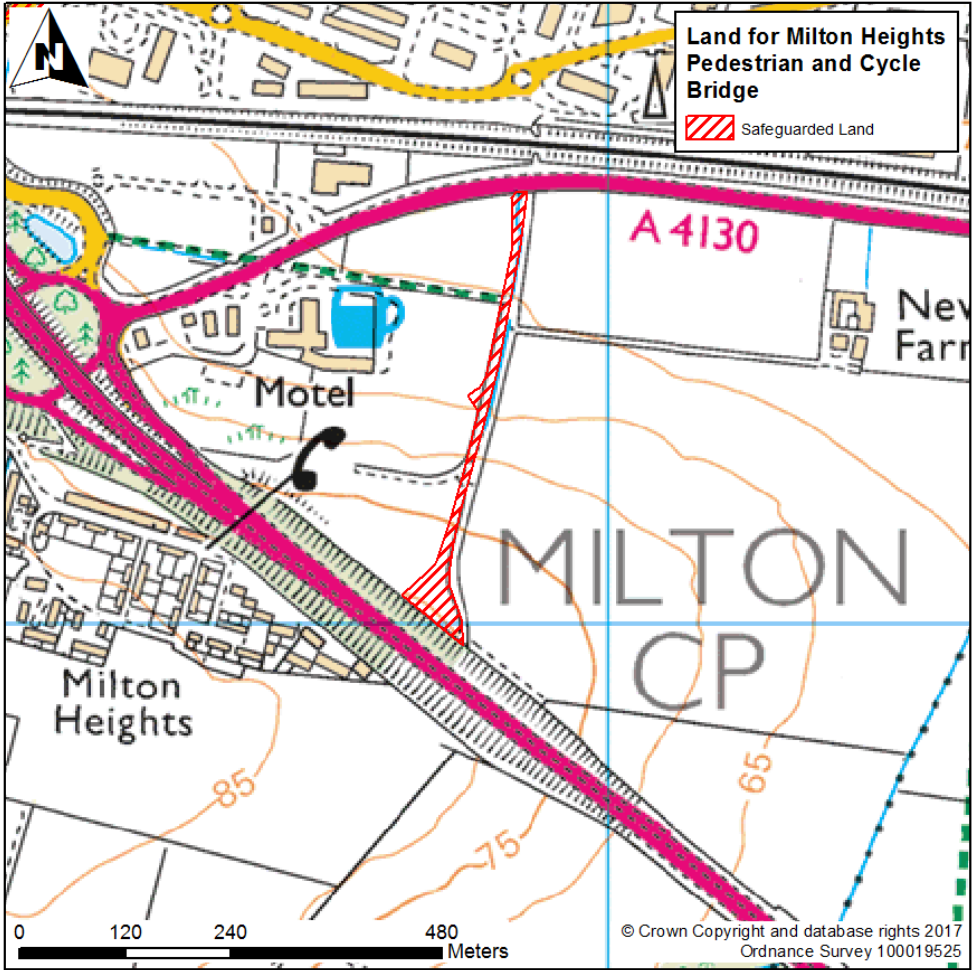 N
Land for Milton Heights
Pedestrian and Cycle
Bridge
Safeguarded Land
A 4130
New
Farm
Motel
MILTON
CP
Milton
Heights
85
75
65
0 120 240 480
Meters
© Crown Copyright and database rights 2017
Ordnance Survey 100019525